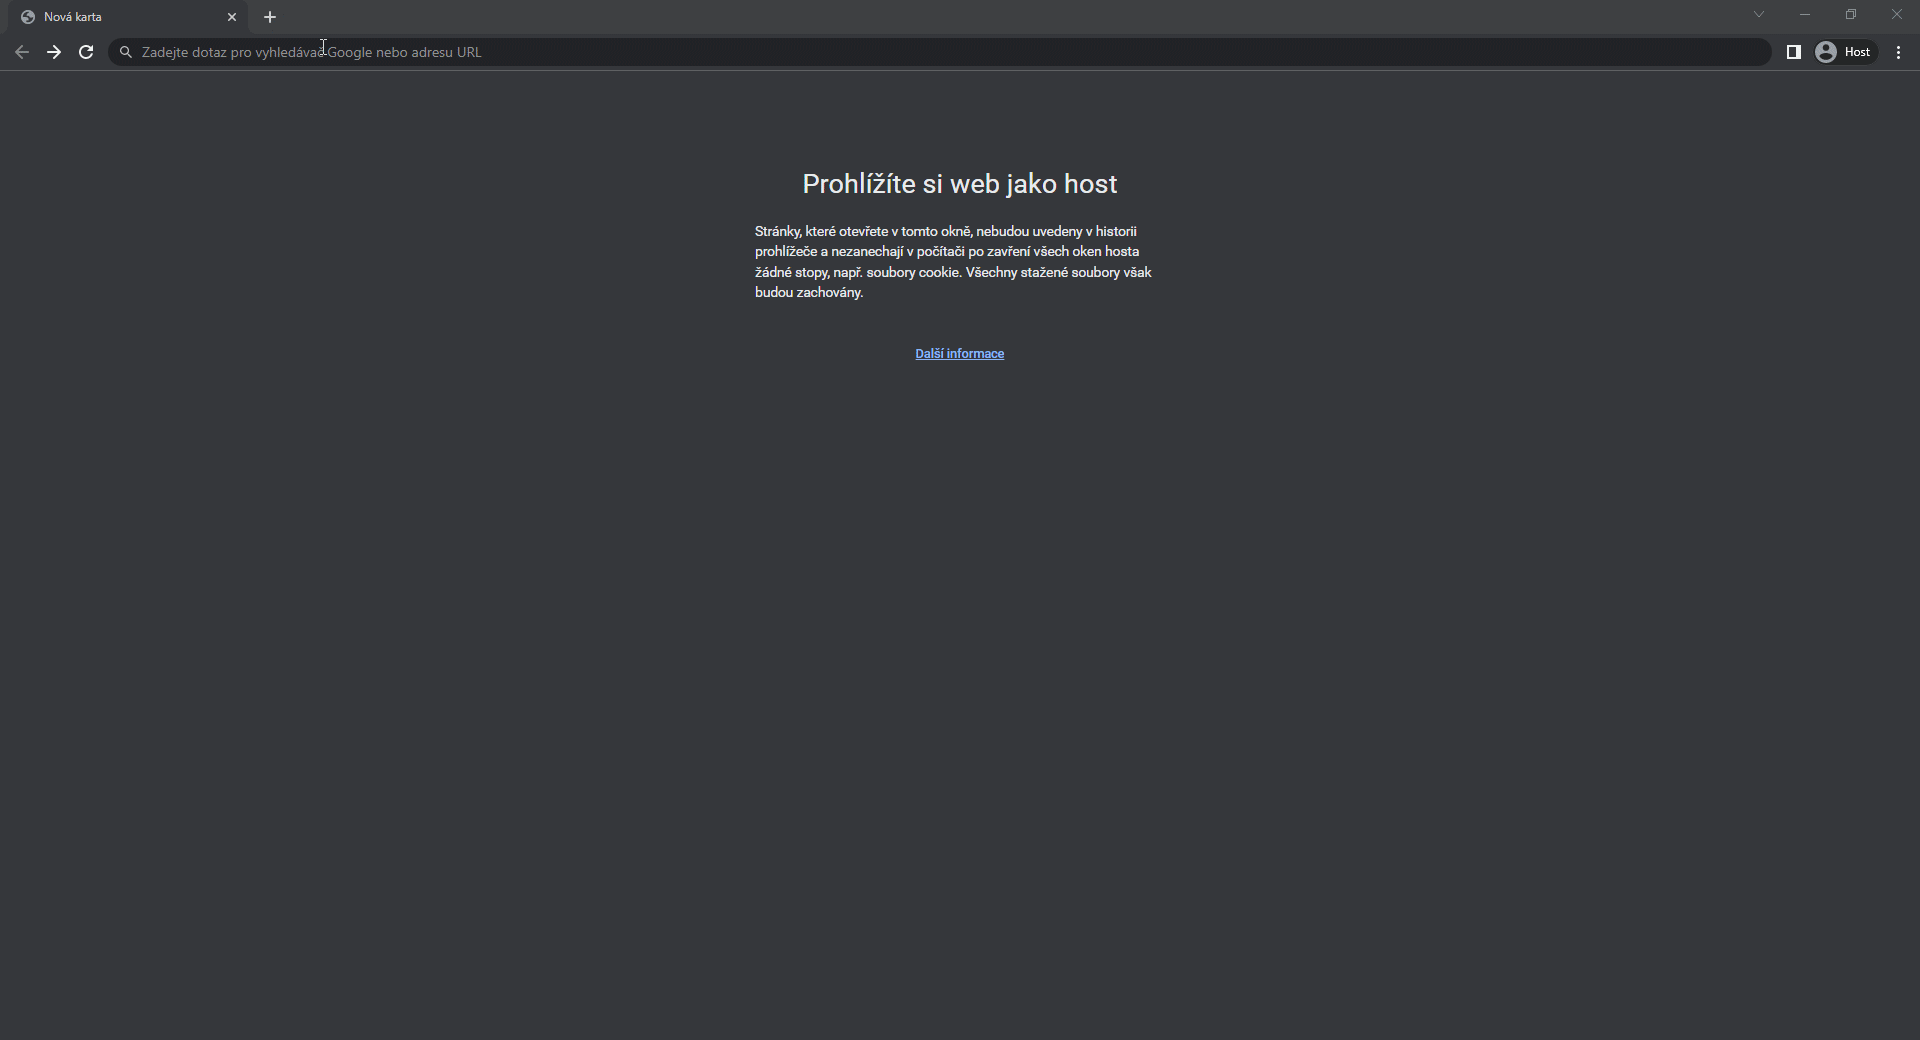 Nová karta
Zadejte dotaz pro vyhledávač Google nebo adresu URL
Host
Prohlížíte si web jako host
Stránky, které otevřete v tomto okně, nebudou uvedeny v historii
prohlížeče a nezanechají v počítači po zavření všech oken hosta
žádné stopy, např. soubory cookie. Všechny stažené soubory však
budou zachovány.
Další informace